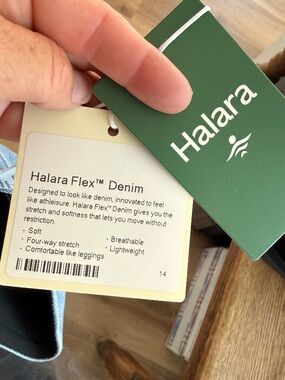 Halara
Halara Flex™ Denim
Designed to look like denim, innovated to feel
like athleisure. Halara Flex™ Denim gives you the
stretch and softness that lets you move without
restriction.
· Soft
· Four-way stretch
· Comfortable like leggings
· Breathable
· Lightweight
14